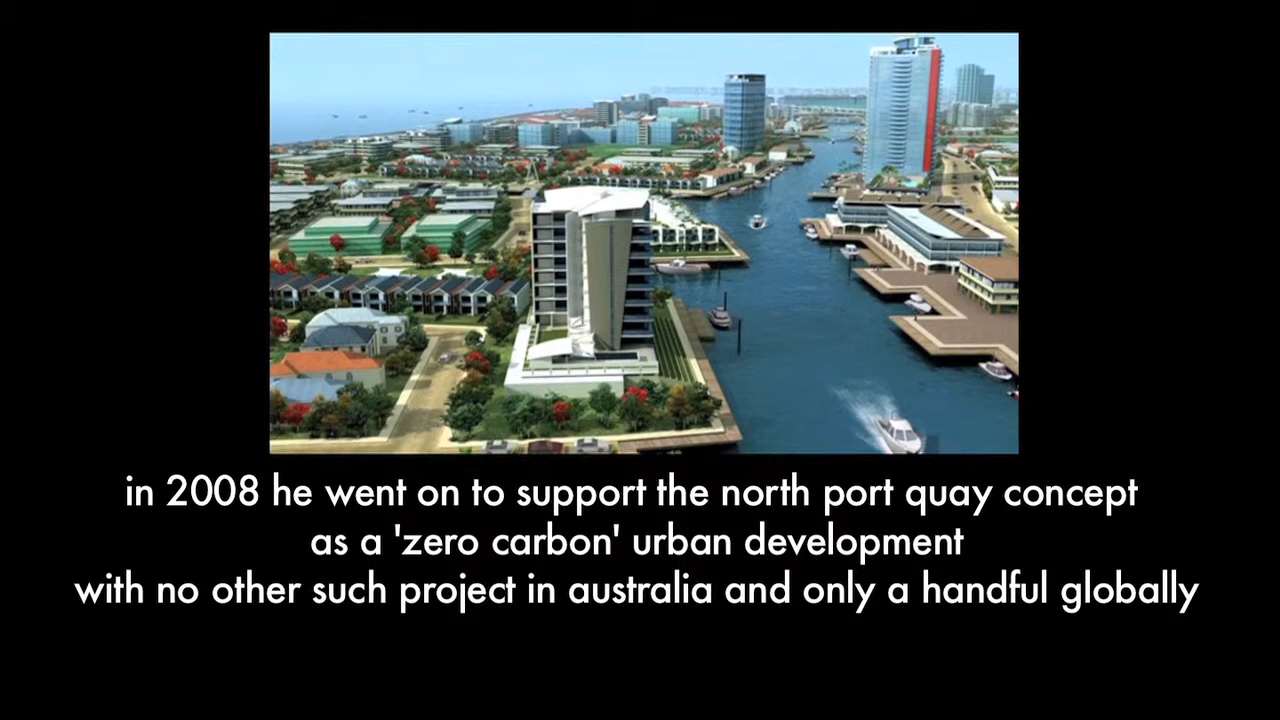 in 2008 he went on to support the north port quay concept
as a 'zero carbon' urban development
with no other such project in australia and only a handful globally